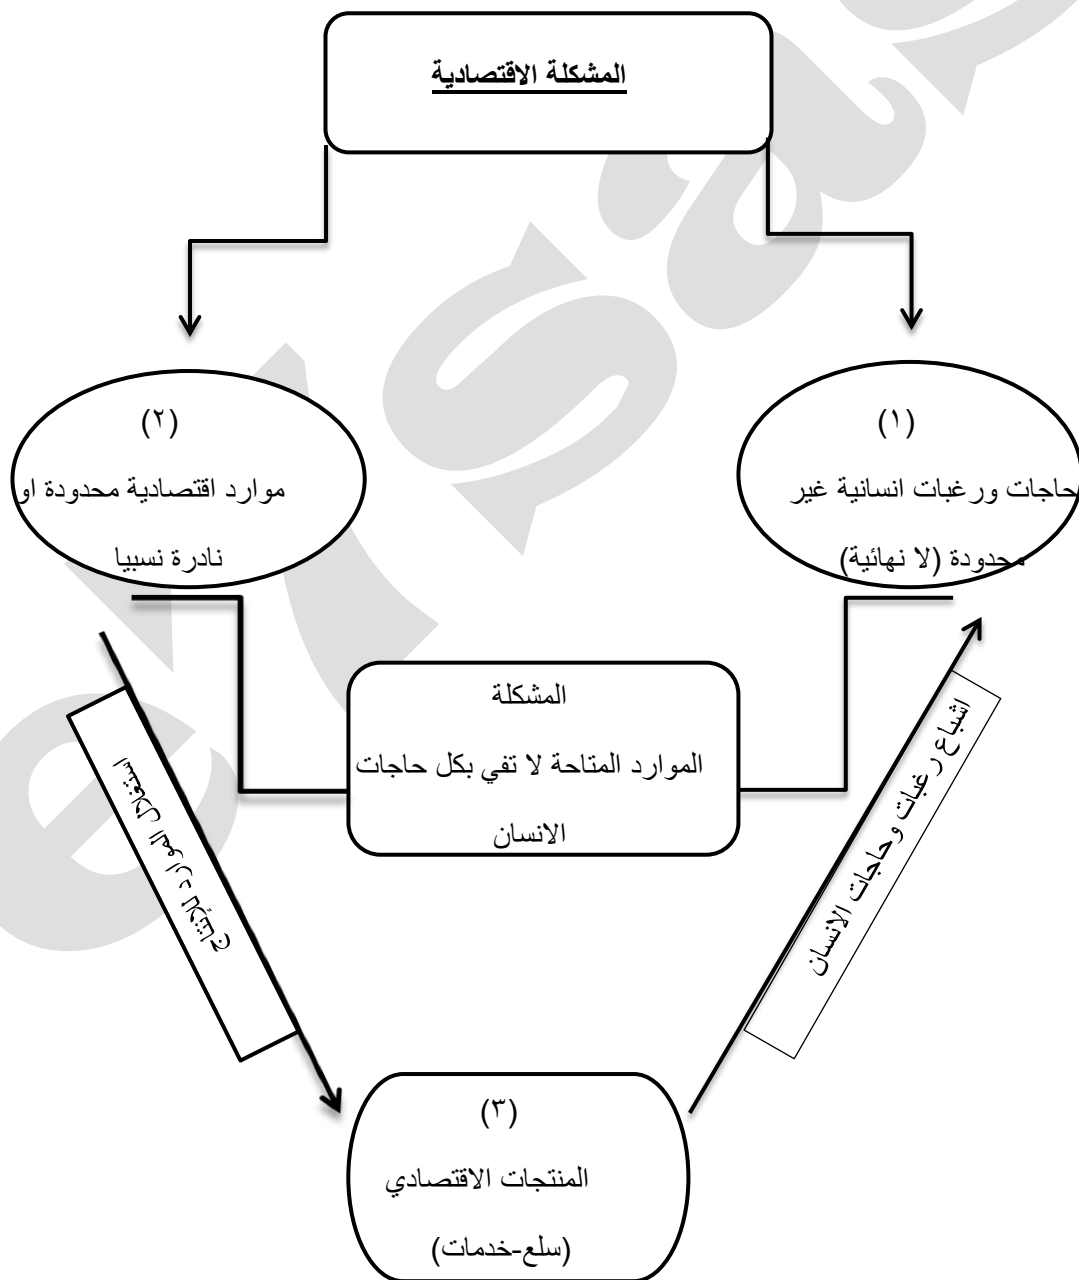 المشكلة الاقتصادية
(١)
حاجات ورغبات انسانية غير
محدودة (لا نهائية)
(٢)
موارد اقتصادية محدودة او
نادرة نسبيا
المشكلة
الموارد المتاحة لا تفي بكل حاجات
الانسان
اشباع رغبات وحاجات الانسان
استغلال الموارد للإنتاج
(٣)
المنتجات الاقتصادي
(سلع-خدمات)